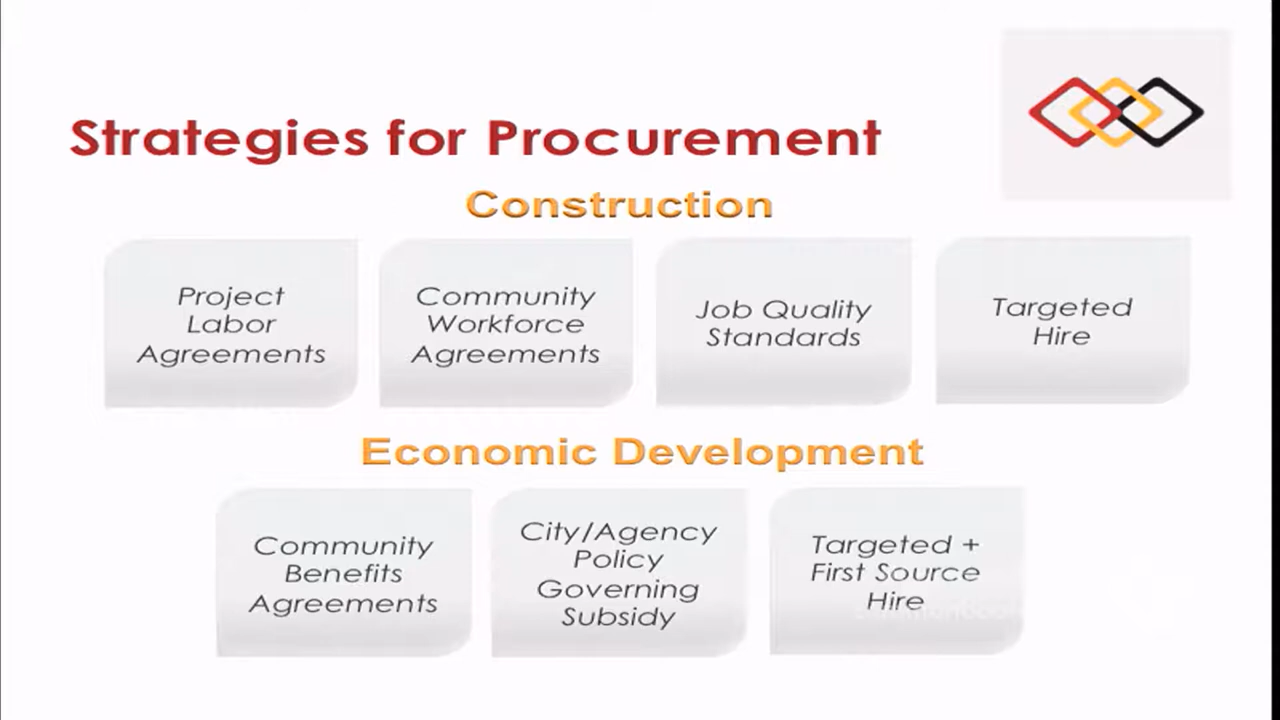 Strategies for Procurement
Construction
Project
Labor
Agreements
Community
Workforce
Agreements
Job Quality
Standards
Targeted
Hire
Economic Development
Community
Benefits
Agreements
City/Agency
Policy
Governing
Subsidy
Targeted +
First Source
Hire